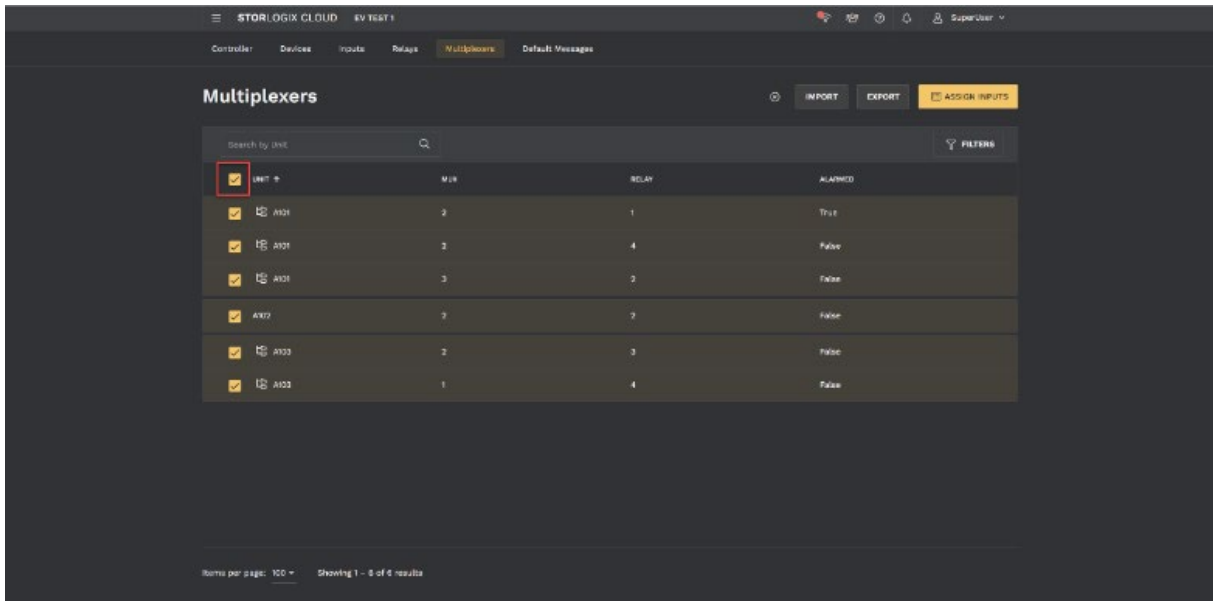 STORLOGIX CLOUD EV TEST 1 SuperUser
Controller Devices Inputs Relays Multiplexers Default Messages
Multiplexers IMPORT EXPORT ASSIGN INPUTS
Search by Unit FILTERS
UNIT MUX RELAY ALARMED
A101 2 1 True
A101 2 4 False
A101 3 2 False
A102 2 2 False
A103 2 3 False
A103 1 4 False
Items per page: 100 Showing 1 - 6 of 6 results